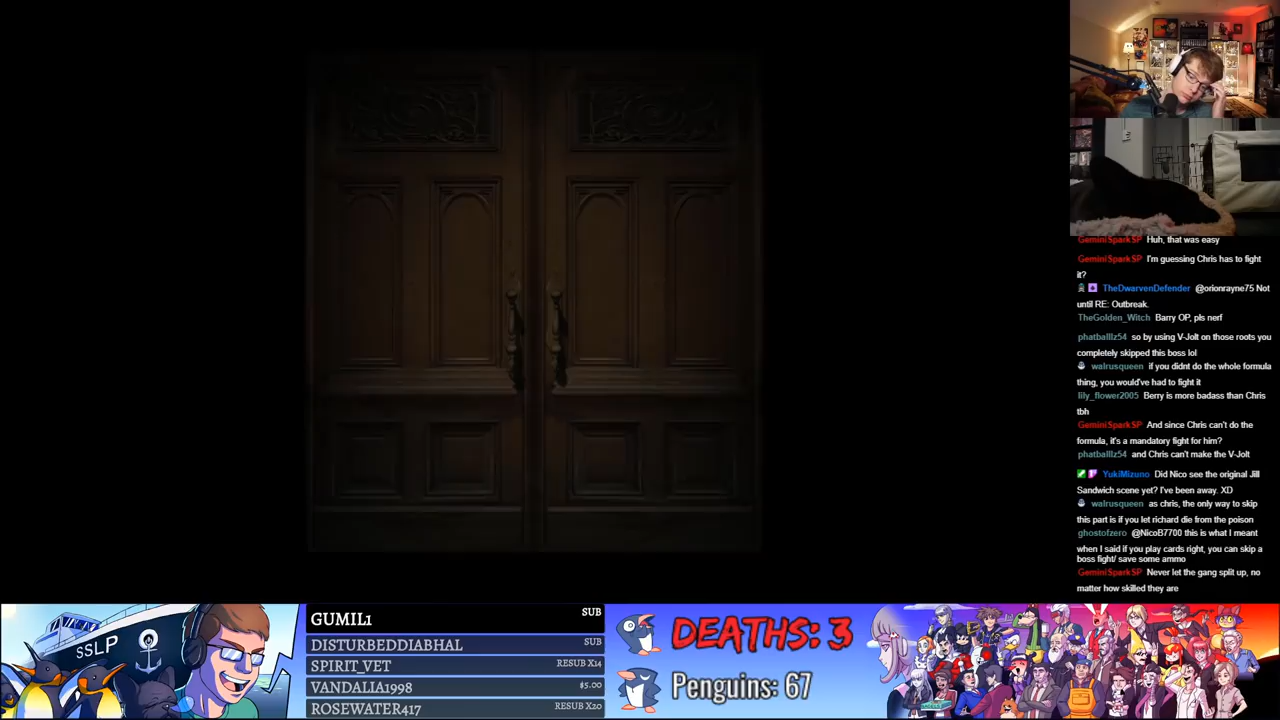 GeminiSparkSP Huh, that was easy
GeminiSparkSP I'm guessing Chris has to fight
it?
TheDwarvenDefender @orionrayne75 Not
until RE: Outbreak.
TheGolden_Witch Barry OP, pls nerf
phatballlz54 so by using V-Jolt on those roots you
completely skipped this boss lol
walrusqueen if you didnt do the whole formula
thing, you would've had to fight it
lily_flower2005 Berry is more badass than Chris
tbh
GeminiSparkSP And since Chris can't do the
formula, it's a mandatory fight for him?
phatballlz54 and Chris can't make the V-Jolt
YukiMizuno Did Nico see the original Jill
Sandwich scene yet? I've been away. XD
walrusqueen as chris, the only way to skip
this part is if you let richard die from the poison
ghostofzero @NicoB7700 this is what I meant
when I said if you play cards right, you can skip a
boss fight/ save some ammo
GeminiSparkSP Never let the gang split up, no
matter how skilled they are
SSLP
GUMIL1 SUB
DISTURBEDDIABHAL SUB
SPIRIT_VET RESUB X14
VANDALIA1998 $5.00
ROSEWATER417 RESUB X20
DEATHS: 3
Penguins: 67